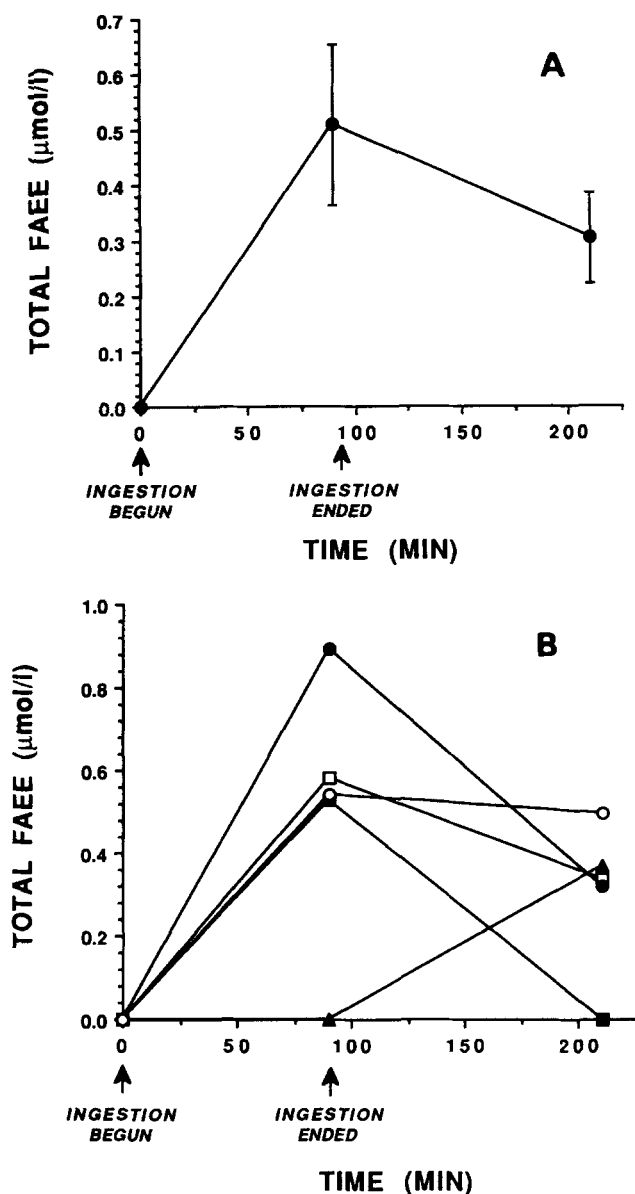 A
TOTAL FAEE (μmol/l)
0.7
0.6
0.5
0.4
0.3
0.2
0.1
0.0
0 50 100 150 200
INGESTION BEGUN
INGESTION ENDED
TIME (MIN)
B
TOTAL FAEE (μmol/l)
1.0
0.8
0.6
0.4
0.2
0.0
0 50 100 150 200
INGESTION BEGUN
INGESTION ENDED
TIME (MIN)